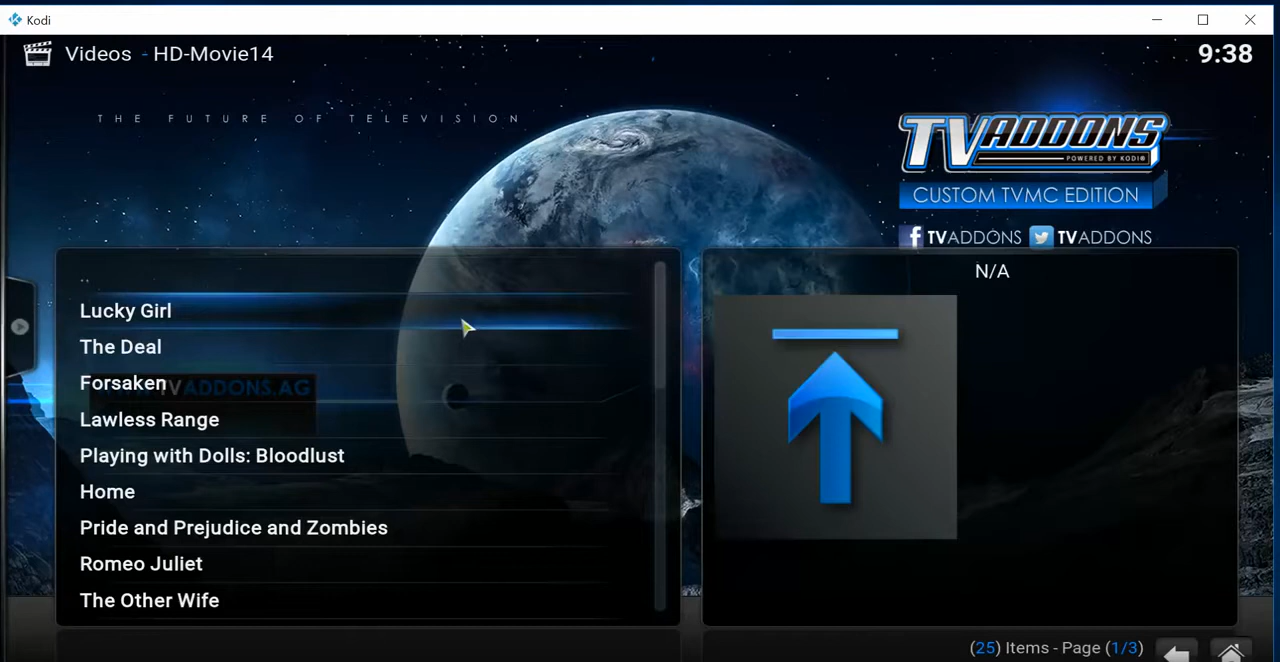 Kodi
Videos - HD-Movie14
9:38
THE FUTURE OF TELEVISION
TVADDONS
POWERED BY KODI®
CUSTOM TVMC EDITION
f TVADDONS TVADDONS
..
N/A
Lucky Girl
The Deal
Forsaken
TVADDONS.AG
Lawless Range
Playing with Dolls: Bloodlust
Home
Pride and Prejudice and Zombies
Romeo Juliet
The Other Wife
(25) Items - Page (1/3)